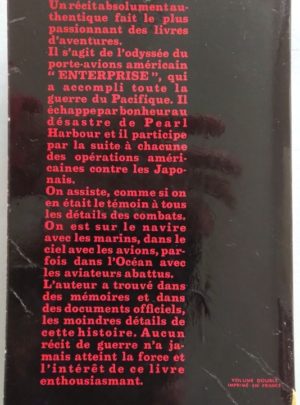 Un récit absolument au-
thentique fait le plus
passionnant des livres
d'aventures.
Il s'agit de l'odyssée du
porte-avions américain
" ENTERPRISE ", qui
a accompli toute la
guerre du Pacifique. Il
échappe par bonheur au
désastre de Pearl
Harbour et il participe
par la suite à chacune
des opérations améri-
caines contre les Japo-
nais.
On assiste, comme si on
en était le témoin à tous
les détails des combats.
On est sur le navire
avec les marins, dans le
ciel avec les avions, par-
fois dans l'Océan avec
les aviateurs abattus.
L'auteur a trouvé dans
des mémoires et dans
des documents officiels,
les moindres détails de
cette histoire. Aucun
récit de guerre n'a ja-
mais atteint la force et
l'intérêt de ce livre
enthousiasmant.
VOLUME DOUBLE
IMPRIMÉ EN FRANCE